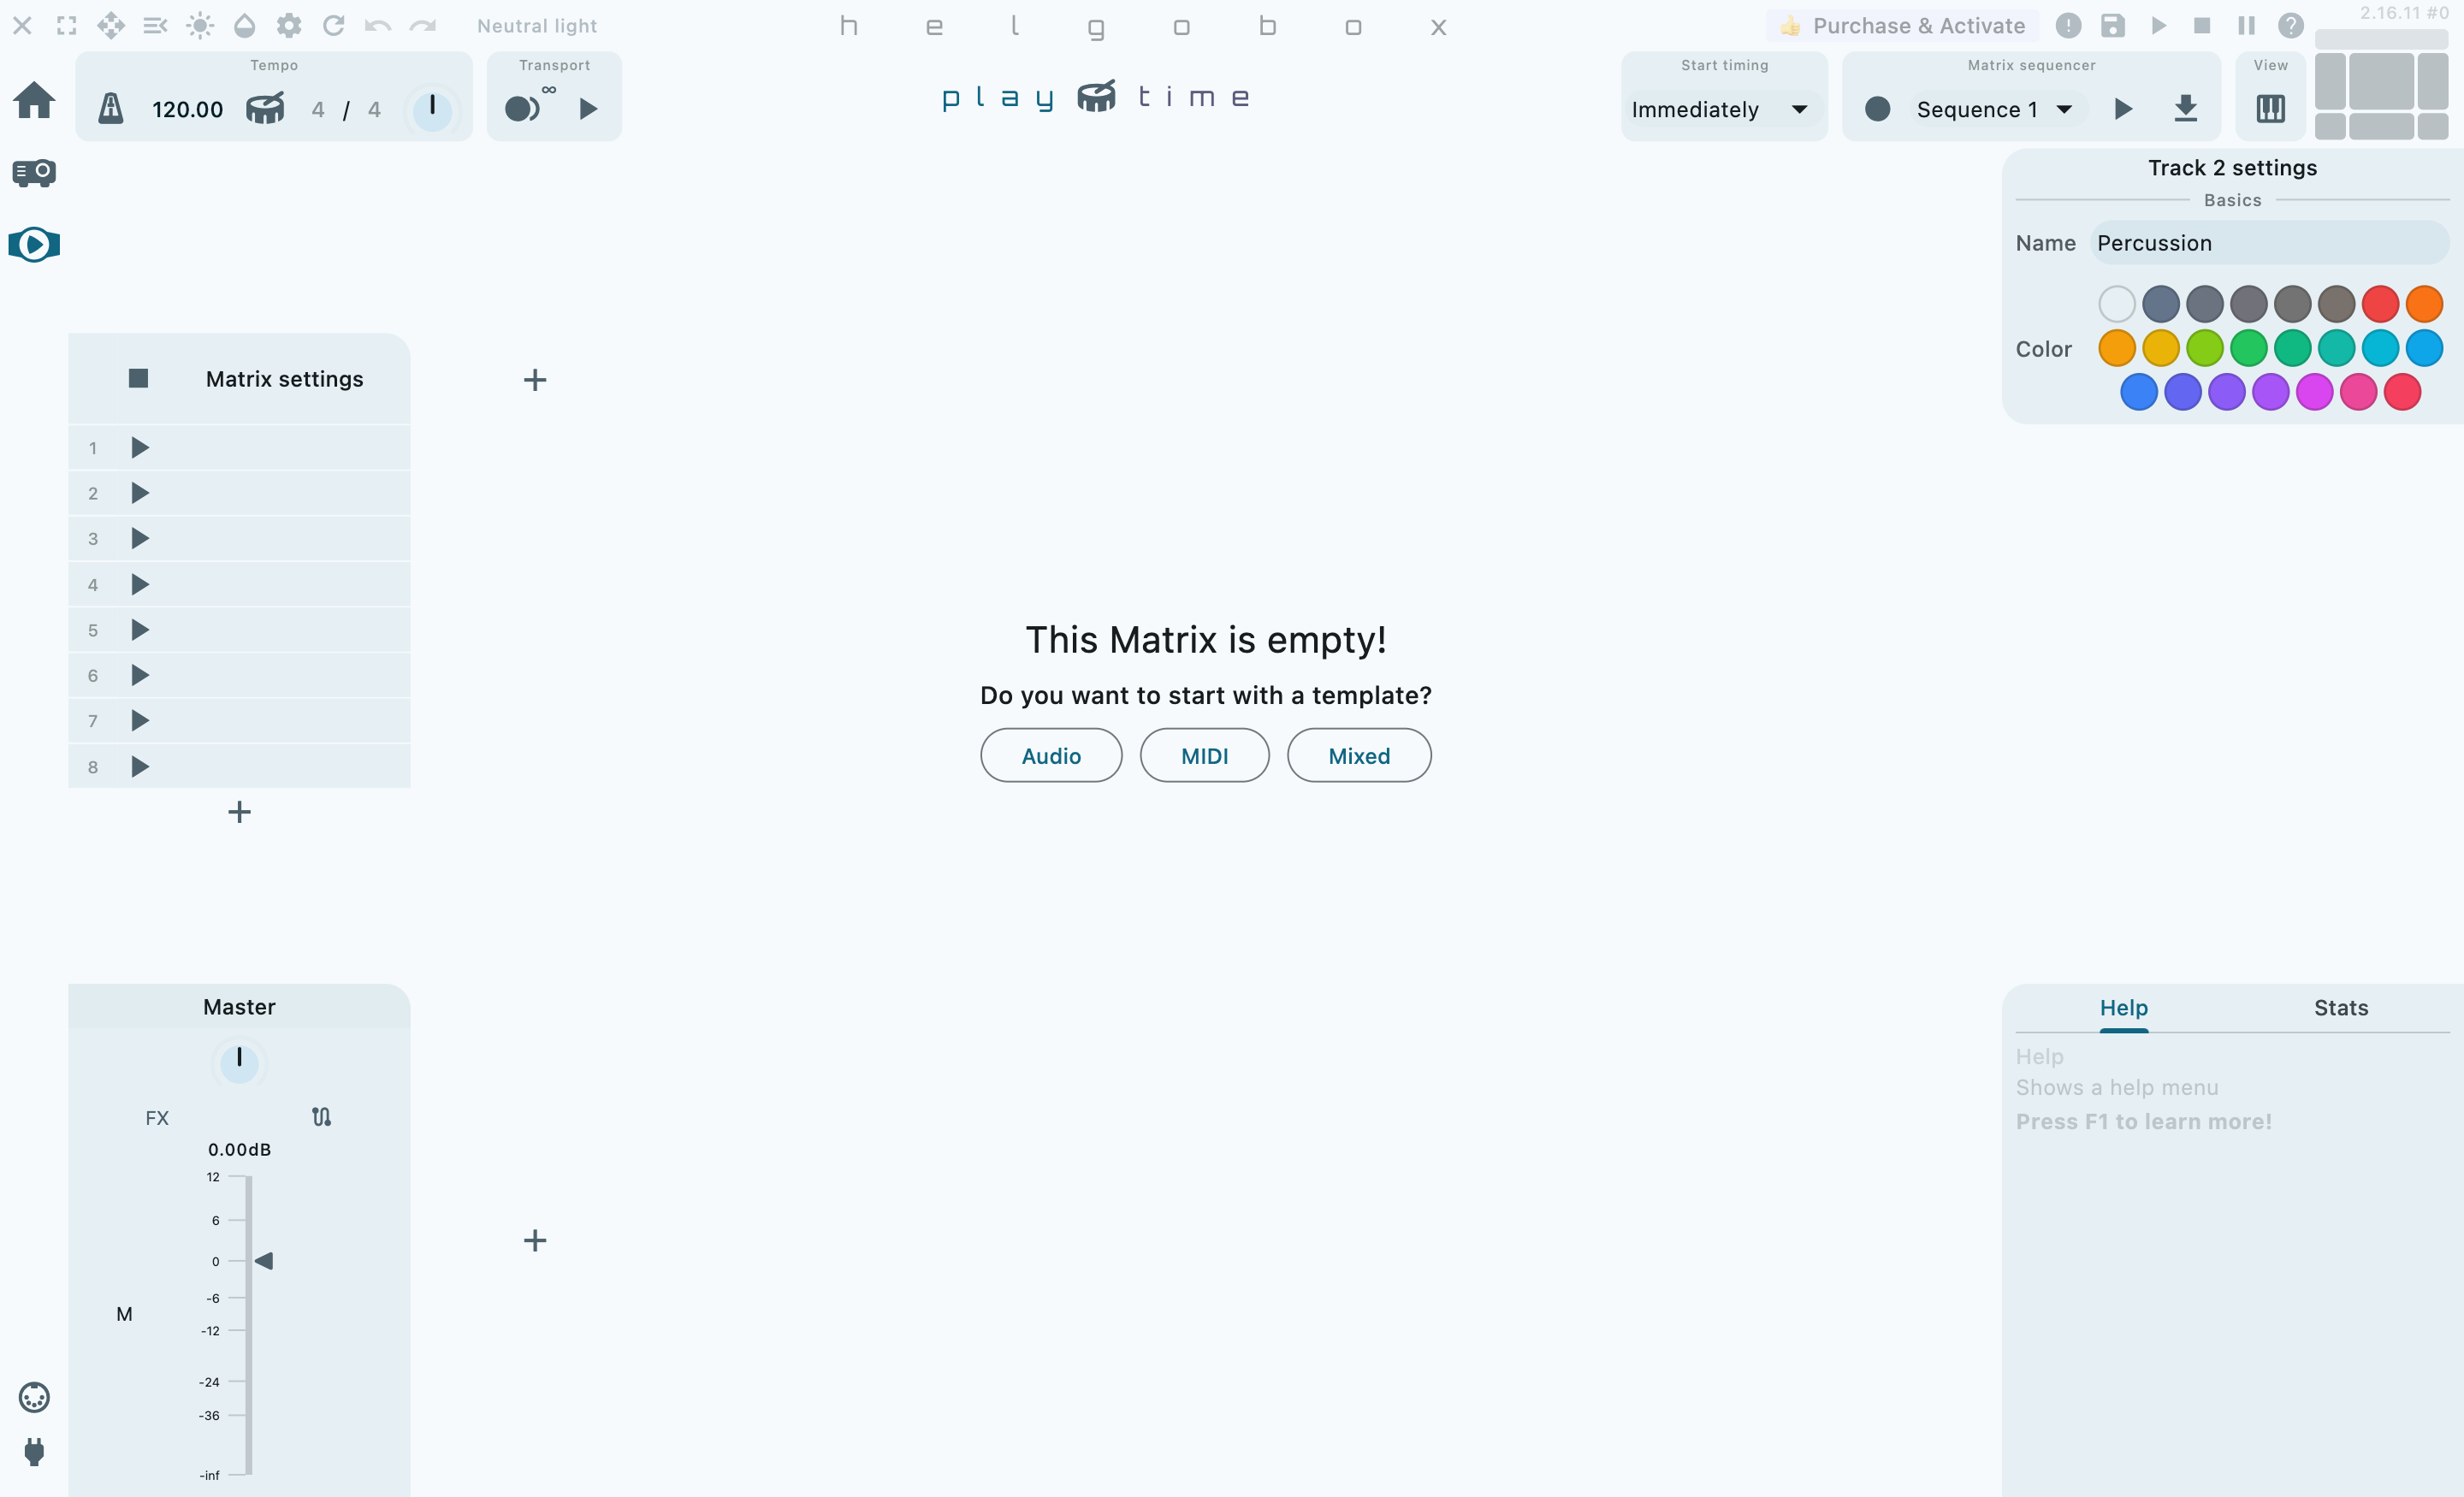 2.16.11 #0
Neutral light
helgobox
Purchase & Activate
Tempo
Transport
Start timing
Matrix sequencer
View
120.00
4 / 4
∞
play time
Immediately
Sequence 1
Track 2 settings
Basics
Name
Percussion
Color
Matrix settings
1
2
3
4
5
6
7
8
This Matrix is empty!
Do you want to start with a template?
Audio
MIDI
Mixed
Master
FX
0.00dB
12
6
0
-6
M
-12
-24
-36
-inf
Help
Stats
Help
Shows a help menu
Press F1 to learn more!